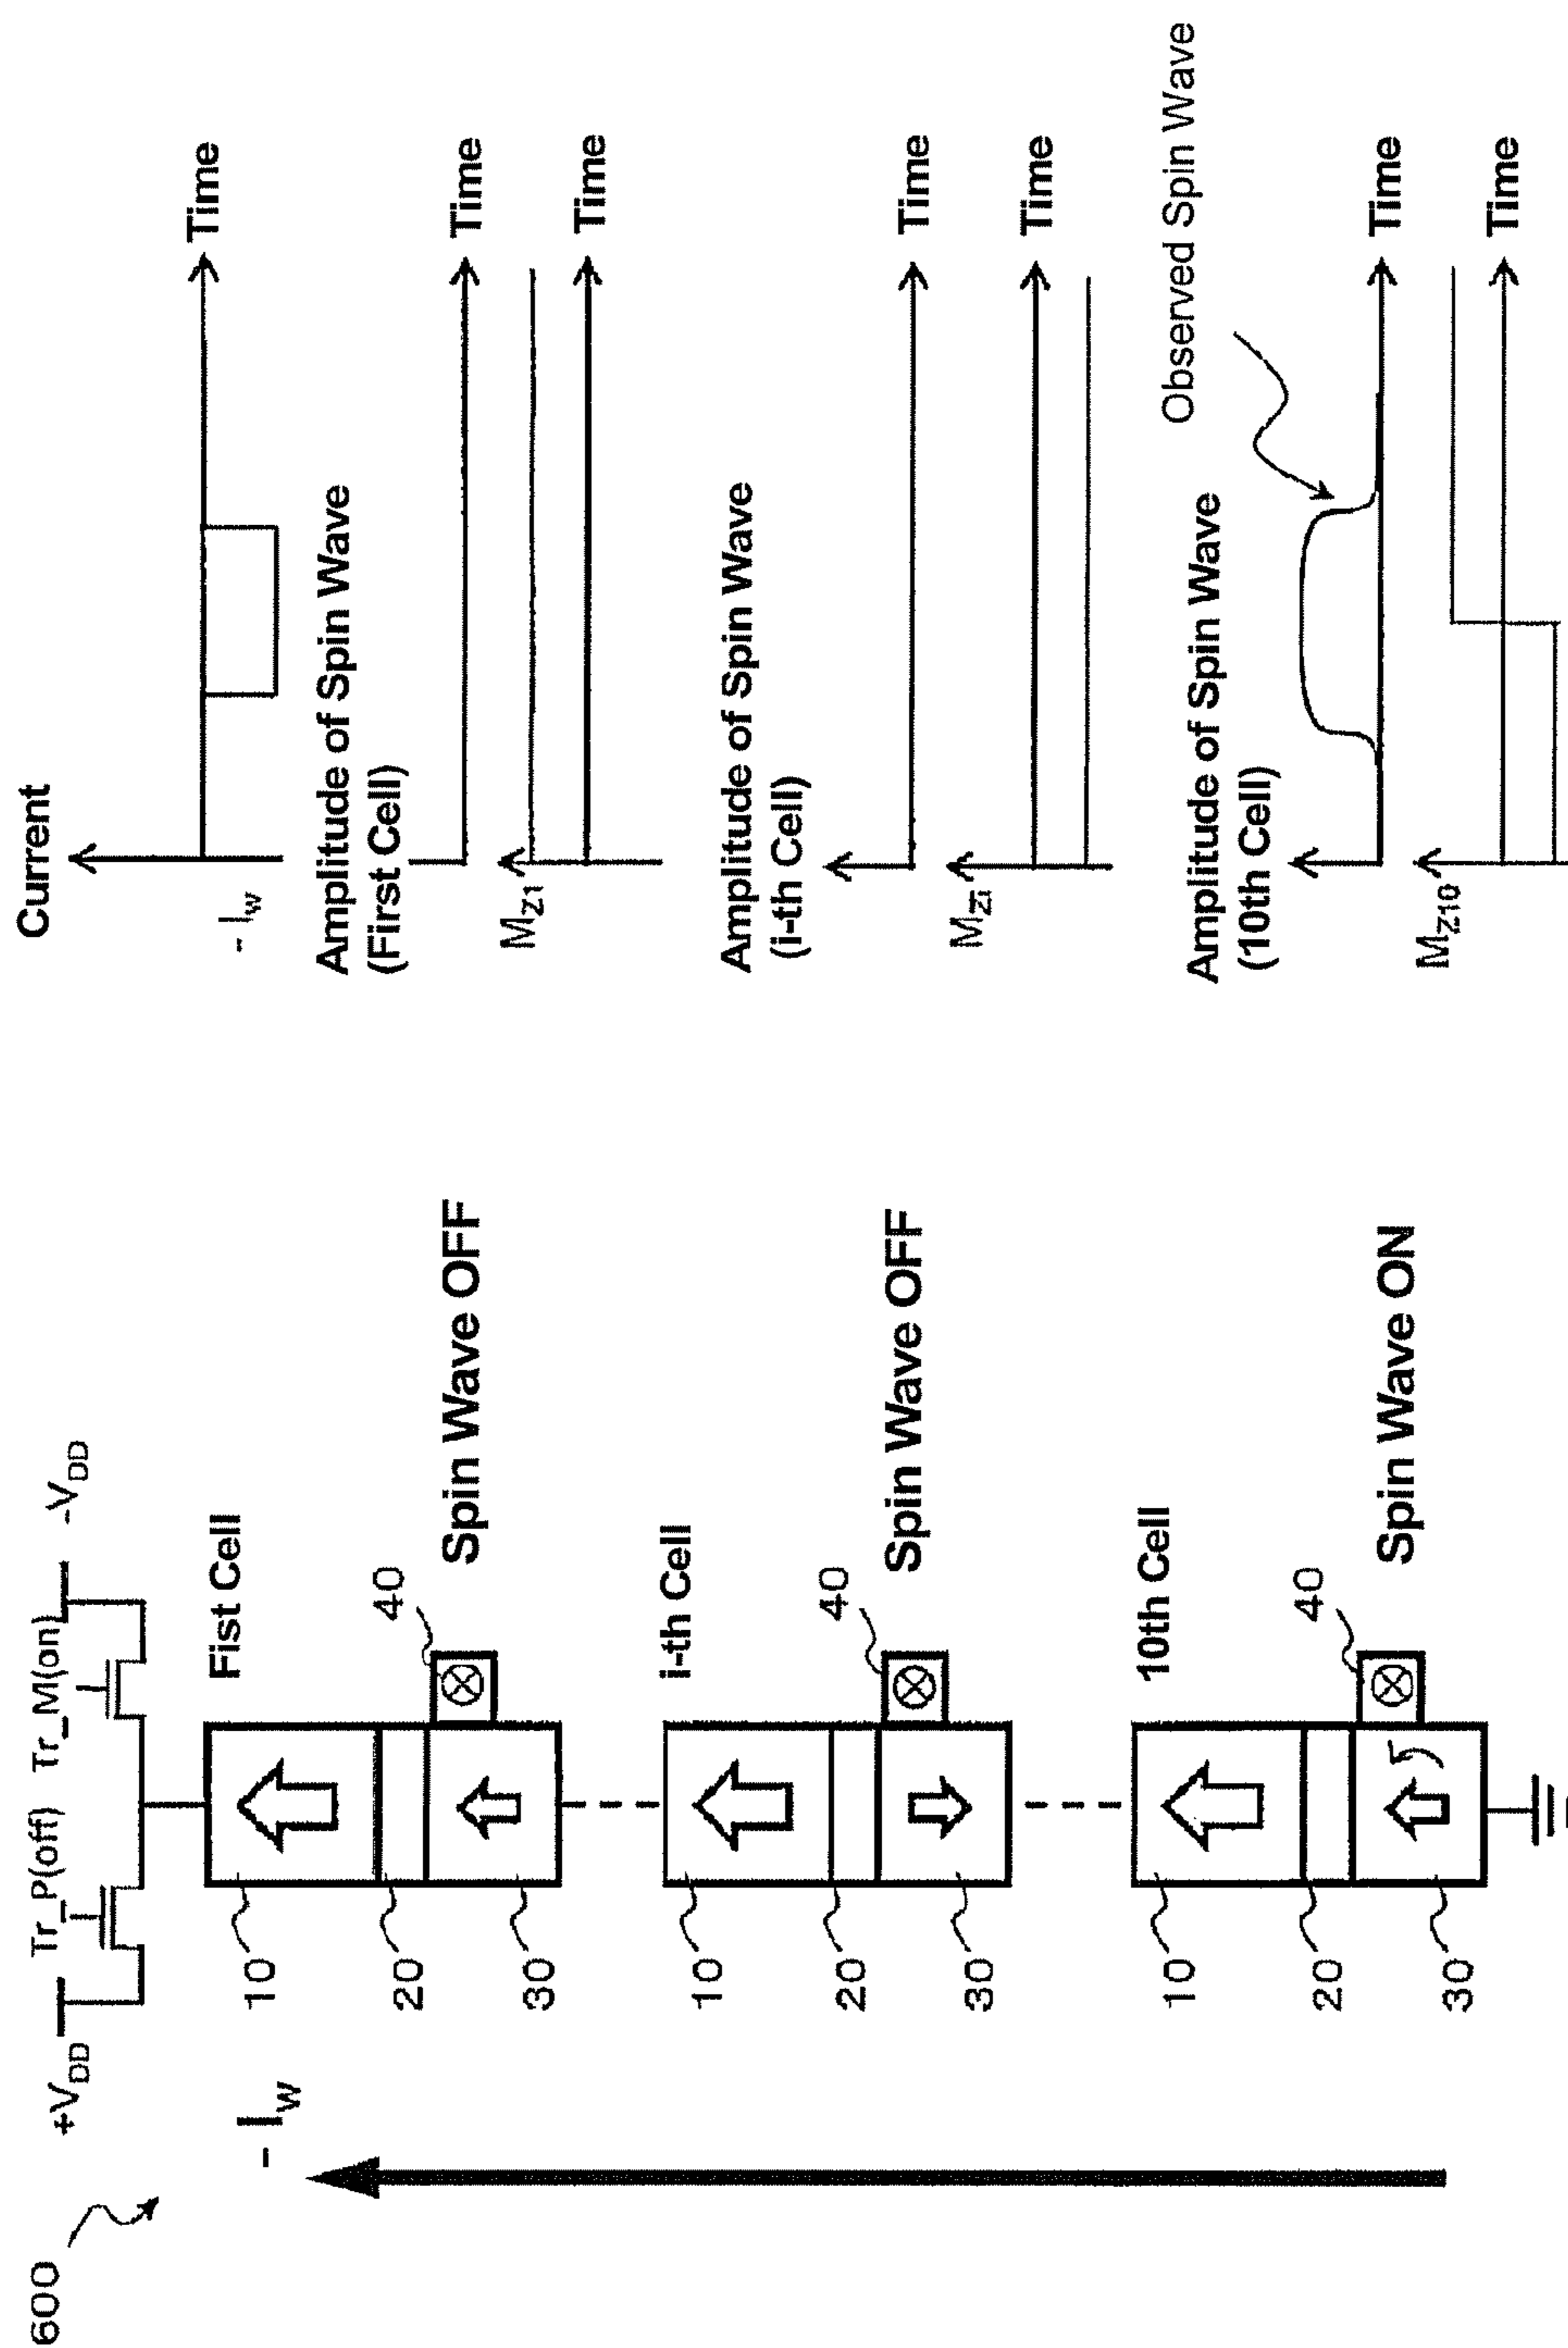 600
+V_DD
Tr_P(off)
Tr_M(on)
-V_DD
- I_W
Fist Cell
10
20
30
40
Spin Wave OFF
i-th Cell
10
20
30
40
Spin Wave OFF
10th Cell
10
20
30
40
Spin Wave ON
Current
- I_W
Time
Amplitude of Spin Wave
(First Cell)
Time
M_Z1
Time
Amplitude of Spin Wave
(i-th Cell)
Time
M_Zi
Time
Amplitude of Spin Wave
(10th Cell)
Observed Spin Wave
Time
M_Z10
Time